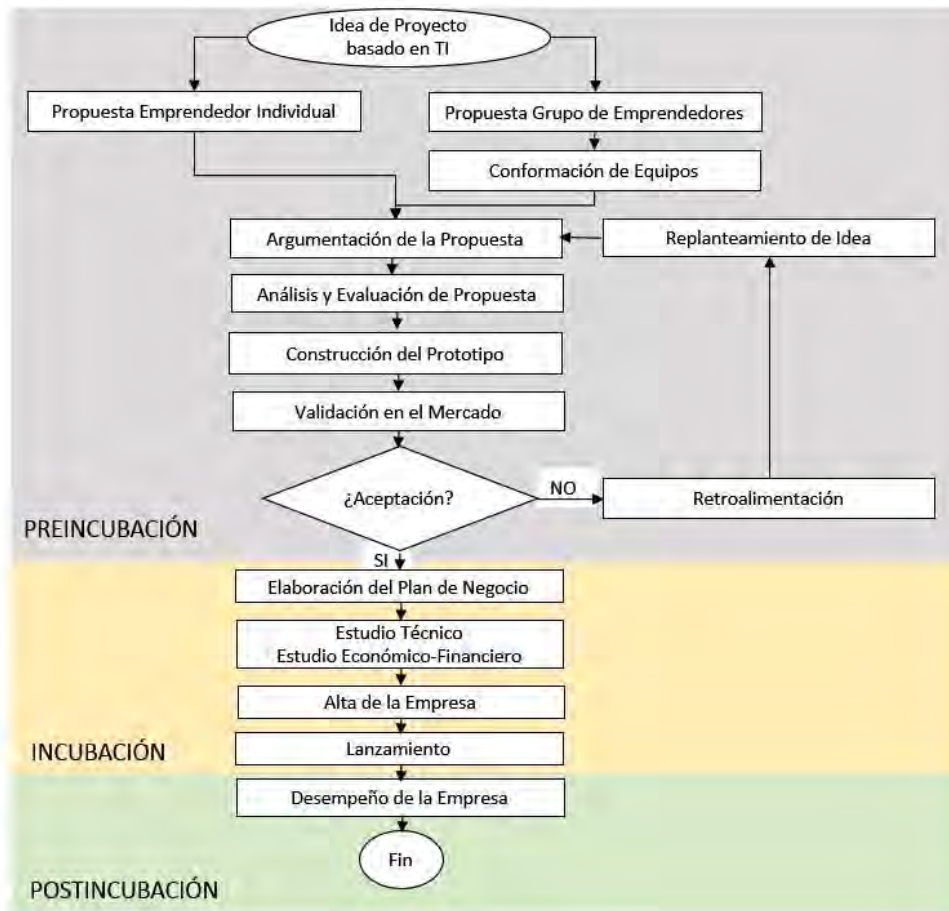 Idea de Proyecto
basado en TI
Propuesta Emprendedor Individual
Propuesta Grupo de Emprendedores
Conformación de Equipos
Argumentación de la Propuesta
Replanteamiento de Idea
Análisis y Evaluación de Propuesta
Construcción del Prototipo
Validación en el Mercado
¿Aceptación?
NO
Retroalimentación
PREINCUBACIÓN
SI
Elaboración del Plan de Negocio
Estudio Técnico
Estudio Económico-Financiero
Alta de la Empresa
Lanzamiento
INCUBACIÓN
Desempeño de la Empresa
Fin
POSTINCUBACIÓN